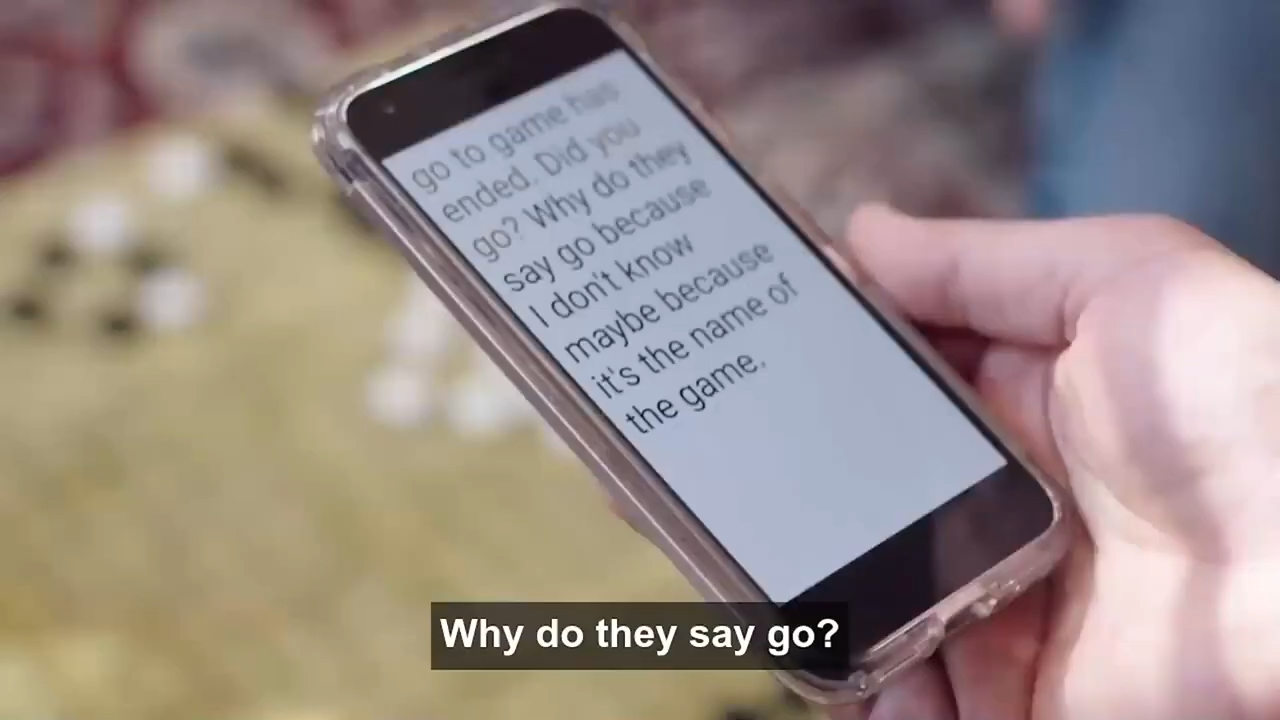 go to game has
ended. Did you
go? Why do they
say go because
I don't know
maybe because
it's the name of
the game.
Why do they say go?